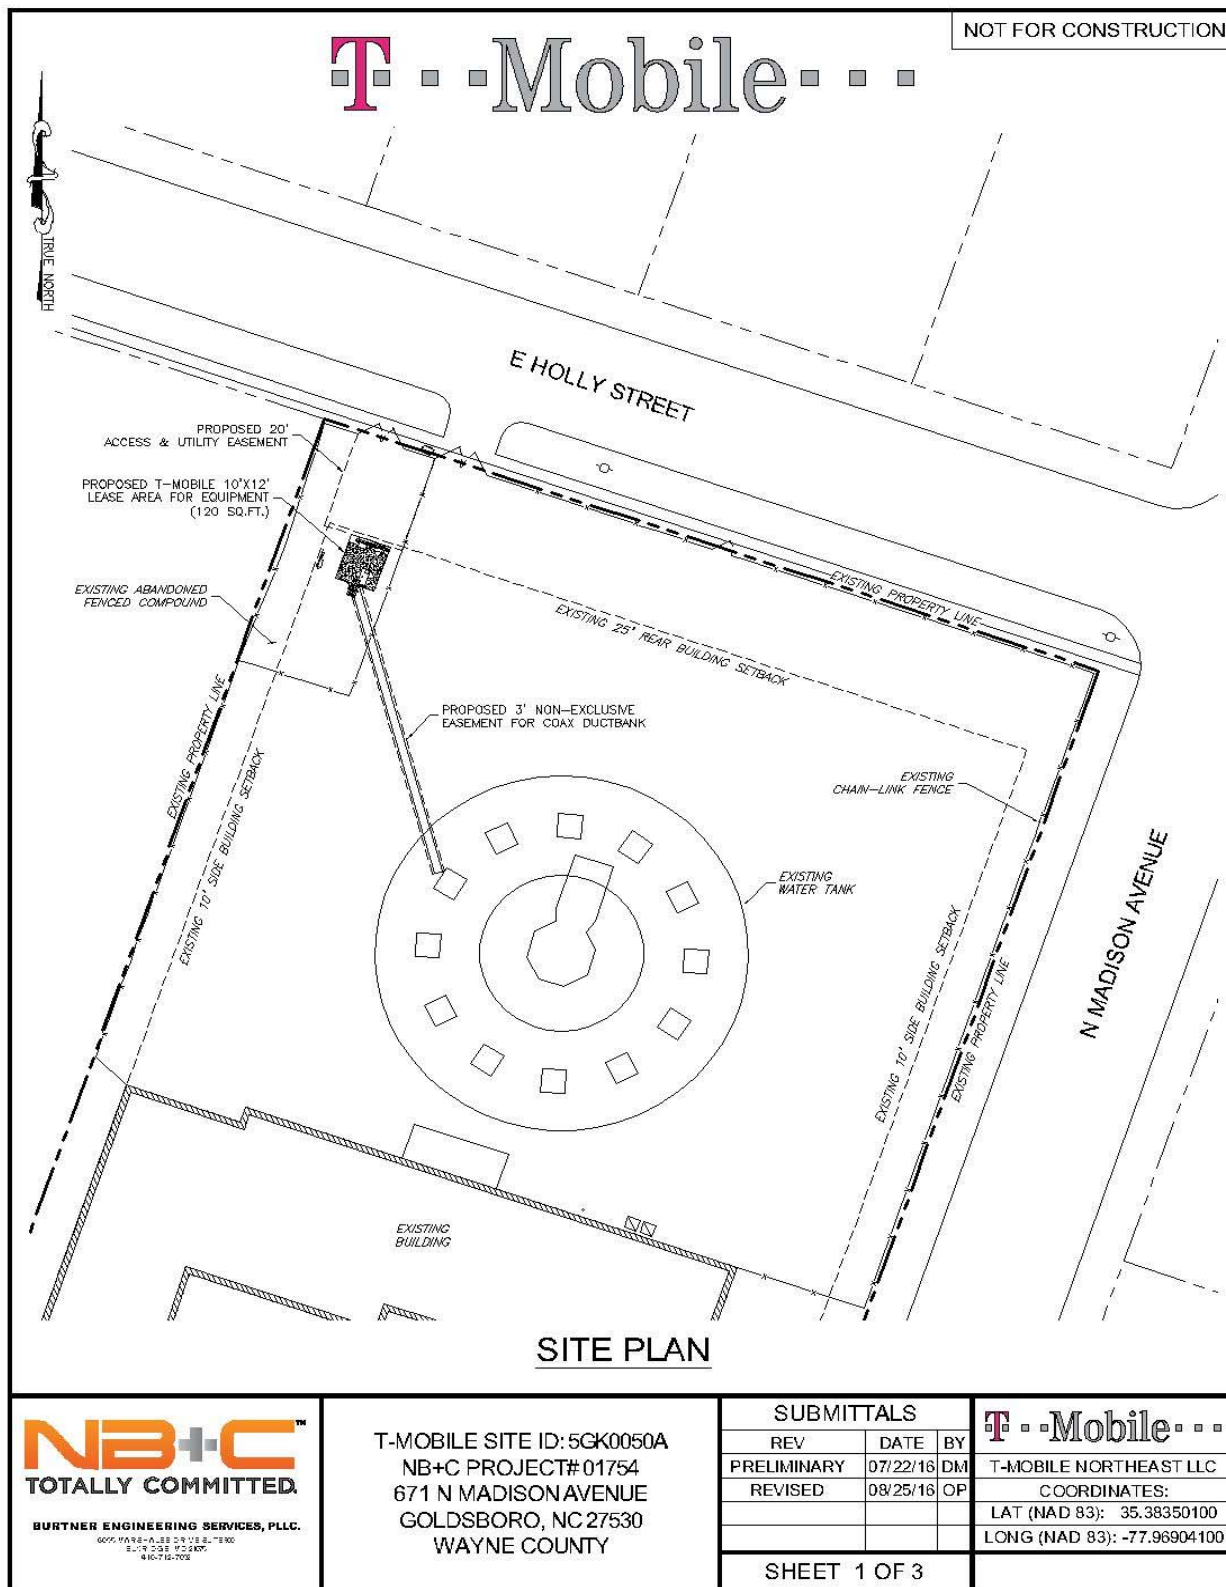 NOT FOR CONSTRUCTION
T-Mobile
TRUE NORTH
E HOLLY STREET
PROPOSED 20'
ACCESS & UTILITY EASEMENT
PROPOSED T-MOBILE 10'X12'
LEASE AREA FOR EQUIPMENT
(120 SQ.FT.)
EXISTING ABANDONED
FENCED COMPOUND
EXISTING PROPERTY LINE
EXISTING 25' REAR BUILDING SETBACK
EXISTING PROPERTY LINE
EXISTING 10' SIDE BUILDING SETBACK
PROPOSED 3' NON-EXCLUSIVE
EASEMENT FOR COAX DUCTBANK
EXISTING
CHAIN-LINK FENCE
EXISTING
WATER TANK
N MADISON AVENUE
EXISTING 10' SIDE BUILDING SETBACK
EXISTING PROPERTY LINE
EXISTING
BUILDING
SITE PLAN
NB+C™
TOTALLY COMMITTED.
BURTNER ENGINEERING SERVICES, PLLC.
T-MOBILE SITE ID: 5GK0050A
NB+C PROJECT# 01754
671 N MADISON AVENUE
GOLDSBORO, NC 27530
WAYNE COUNTY
SUBMITTALS
REV DATE BY
PRELIMINARY 07/22/16 DM
REVISED 08/25/16 OP
SHEET 1 OF 3
T-Mobile
T-MOBILE NORTHEAST LLC
COORDINATES:
LAT (NAD 83): 35.38350100
LONG (NAD 83): -77.96904100